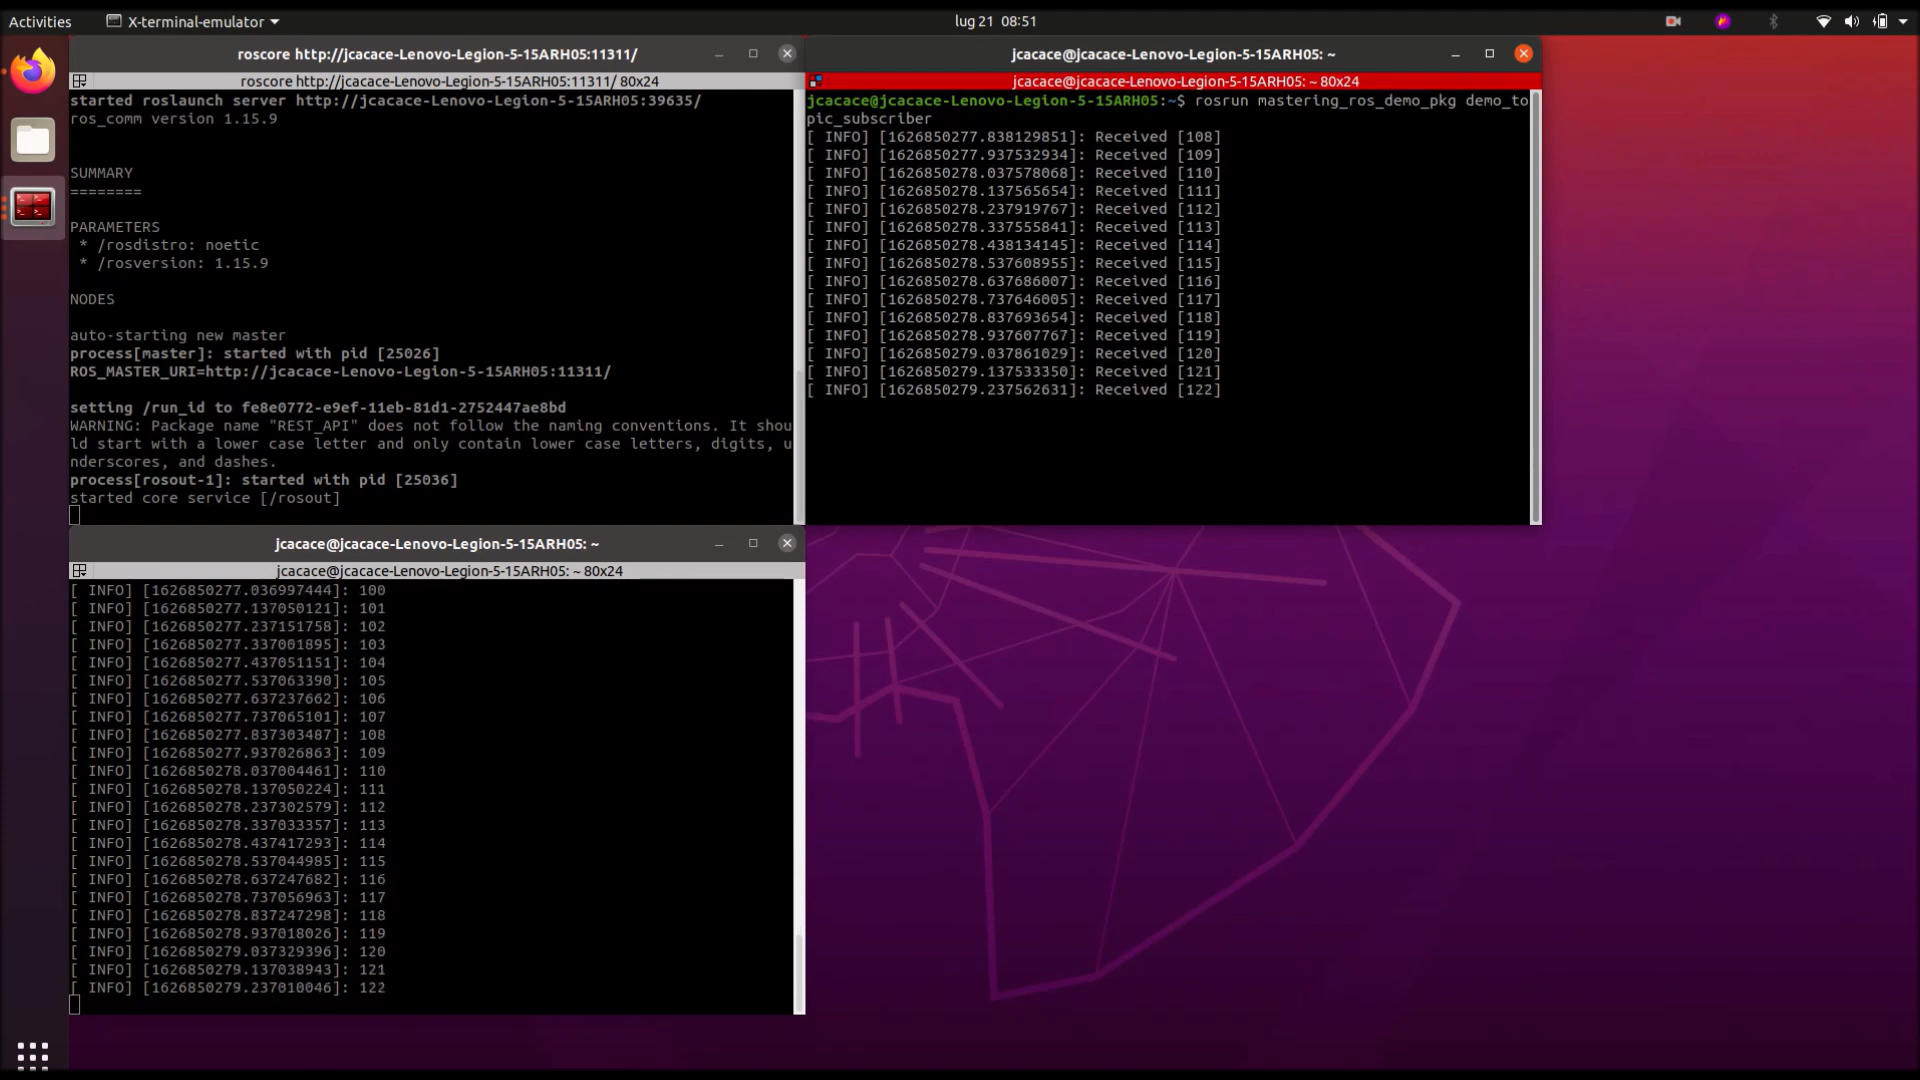 Activities
X-terminal-emulator
lug 21 08:51
roscore http://jcacace-Lenovo-Legion-5-15ARH05:11311/
roscore http://jcacace-Lenovo-Legion-5-15ARH05:11311/ 80x24
started roslaunch server http://jcacace-Lenovo-Legion-5-15ARH05:39635/
ros_comm version 1.15.9
SUMMARY
========
PARAMETERS
* /rosdistro: noetic
* /rosversion: 1.15.9
NODES
auto-starting new master
process[master]: started with pid [25026]
ROS_MASTER_URI=http://jcacace-Lenovo-Legion-5-15ARH05:11311/
setting /run_id to fe8e0772-e9ef-11eb-81d1-2752447ae8bd
WARNING: Package name "REST_API" does not follow the naming conventions. It shou
ld start with a lower case letter and only contain lower case letters, digits, u
nderscores, and dashes.
process[rosout-1]: started with pid [25036]
started core service [/rosout]
jcacace@jcacace-Lenovo-Legion-5-15ARH05: ~
jcacace@jcacace-Lenovo-Legion-5-15ARH05: ~ 80x24
jcacace@jcacace-Lenovo-Legion-5-15ARH05:~$ rosrun mastering_ros_demo_pkg demo_to
pic_subscriber
[ INFO] [1626850277.838129851]: Received [108]
[ INFO] [1626850277.937532934]: Received [109]
[ INFO] [1626850278.037578068]: Received [110]
[ INFO] [1626850278.137565654]: Received [111]
[ INFO] [1626850278.237919767]: Received [112]
[ INFO] [1626850278.337555841]: Received [113]
[ INFO] [1626850278.438134145]: Received [114]
[ INFO] [1626850278.537608955]: Received [115]
[ INFO] [1626850278.637686007]: Received [116]
[ INFO] [1626850278.737646005]: Received [117]
[ INFO] [1626850278.837693654]: Received [118]
[ INFO] [1626850278.937607767]: Received [119]
[ INFO] [1626850279.037861029]: Received [120]
[ INFO] [1626850279.137533350]: Received [121]
[ INFO] [1626850279.237562631]: Received [122]
jcacace@jcacace-Lenovo-Legion-5-15ARH05: ~
jcacace@jcacace-Lenovo-Legion-5-15ARH05: ~ 80x24
[ INFO] [1626850277.036997444]: 100
[ INFO] [1626850277.137050121]: 101
[ INFO] [1626850277.237151758]: 102
[ INFO] [1626850277.337001895]: 103
[ INFO] [1626850277.437051151]: 104
[ INFO] [1626850277.537063390]: 105
[ INFO] [1626850277.637237662]: 106
[ INFO] [1626850277.737065101]: 107
[ INFO] [1626850277.837303487]: 108
[ INFO] [1626850277.937026863]: 109
[ INFO] [1626850278.037004461]: 110
[ INFO] [1626850278.137050224]: 111
[ INFO] [1626850278.237302579]: 112
[ INFO] [1626850278.337033357]: 113
[ INFO] [1626850278.437417293]: 114
[ INFO] [1626850278.537044985]: 115
[ INFO] [1626850278.637247682]: 116
[ INFO] [1626850278.737056963]: 117
[ INFO] [1626850278.837247298]: 118
[ INFO] [1626850278.937018026]: 119
[ INFO] [1626850279.037329396]: 120
[ INFO] [1626850279.137038943]: 121
[ INFO] [1626850279.237010046]: 122